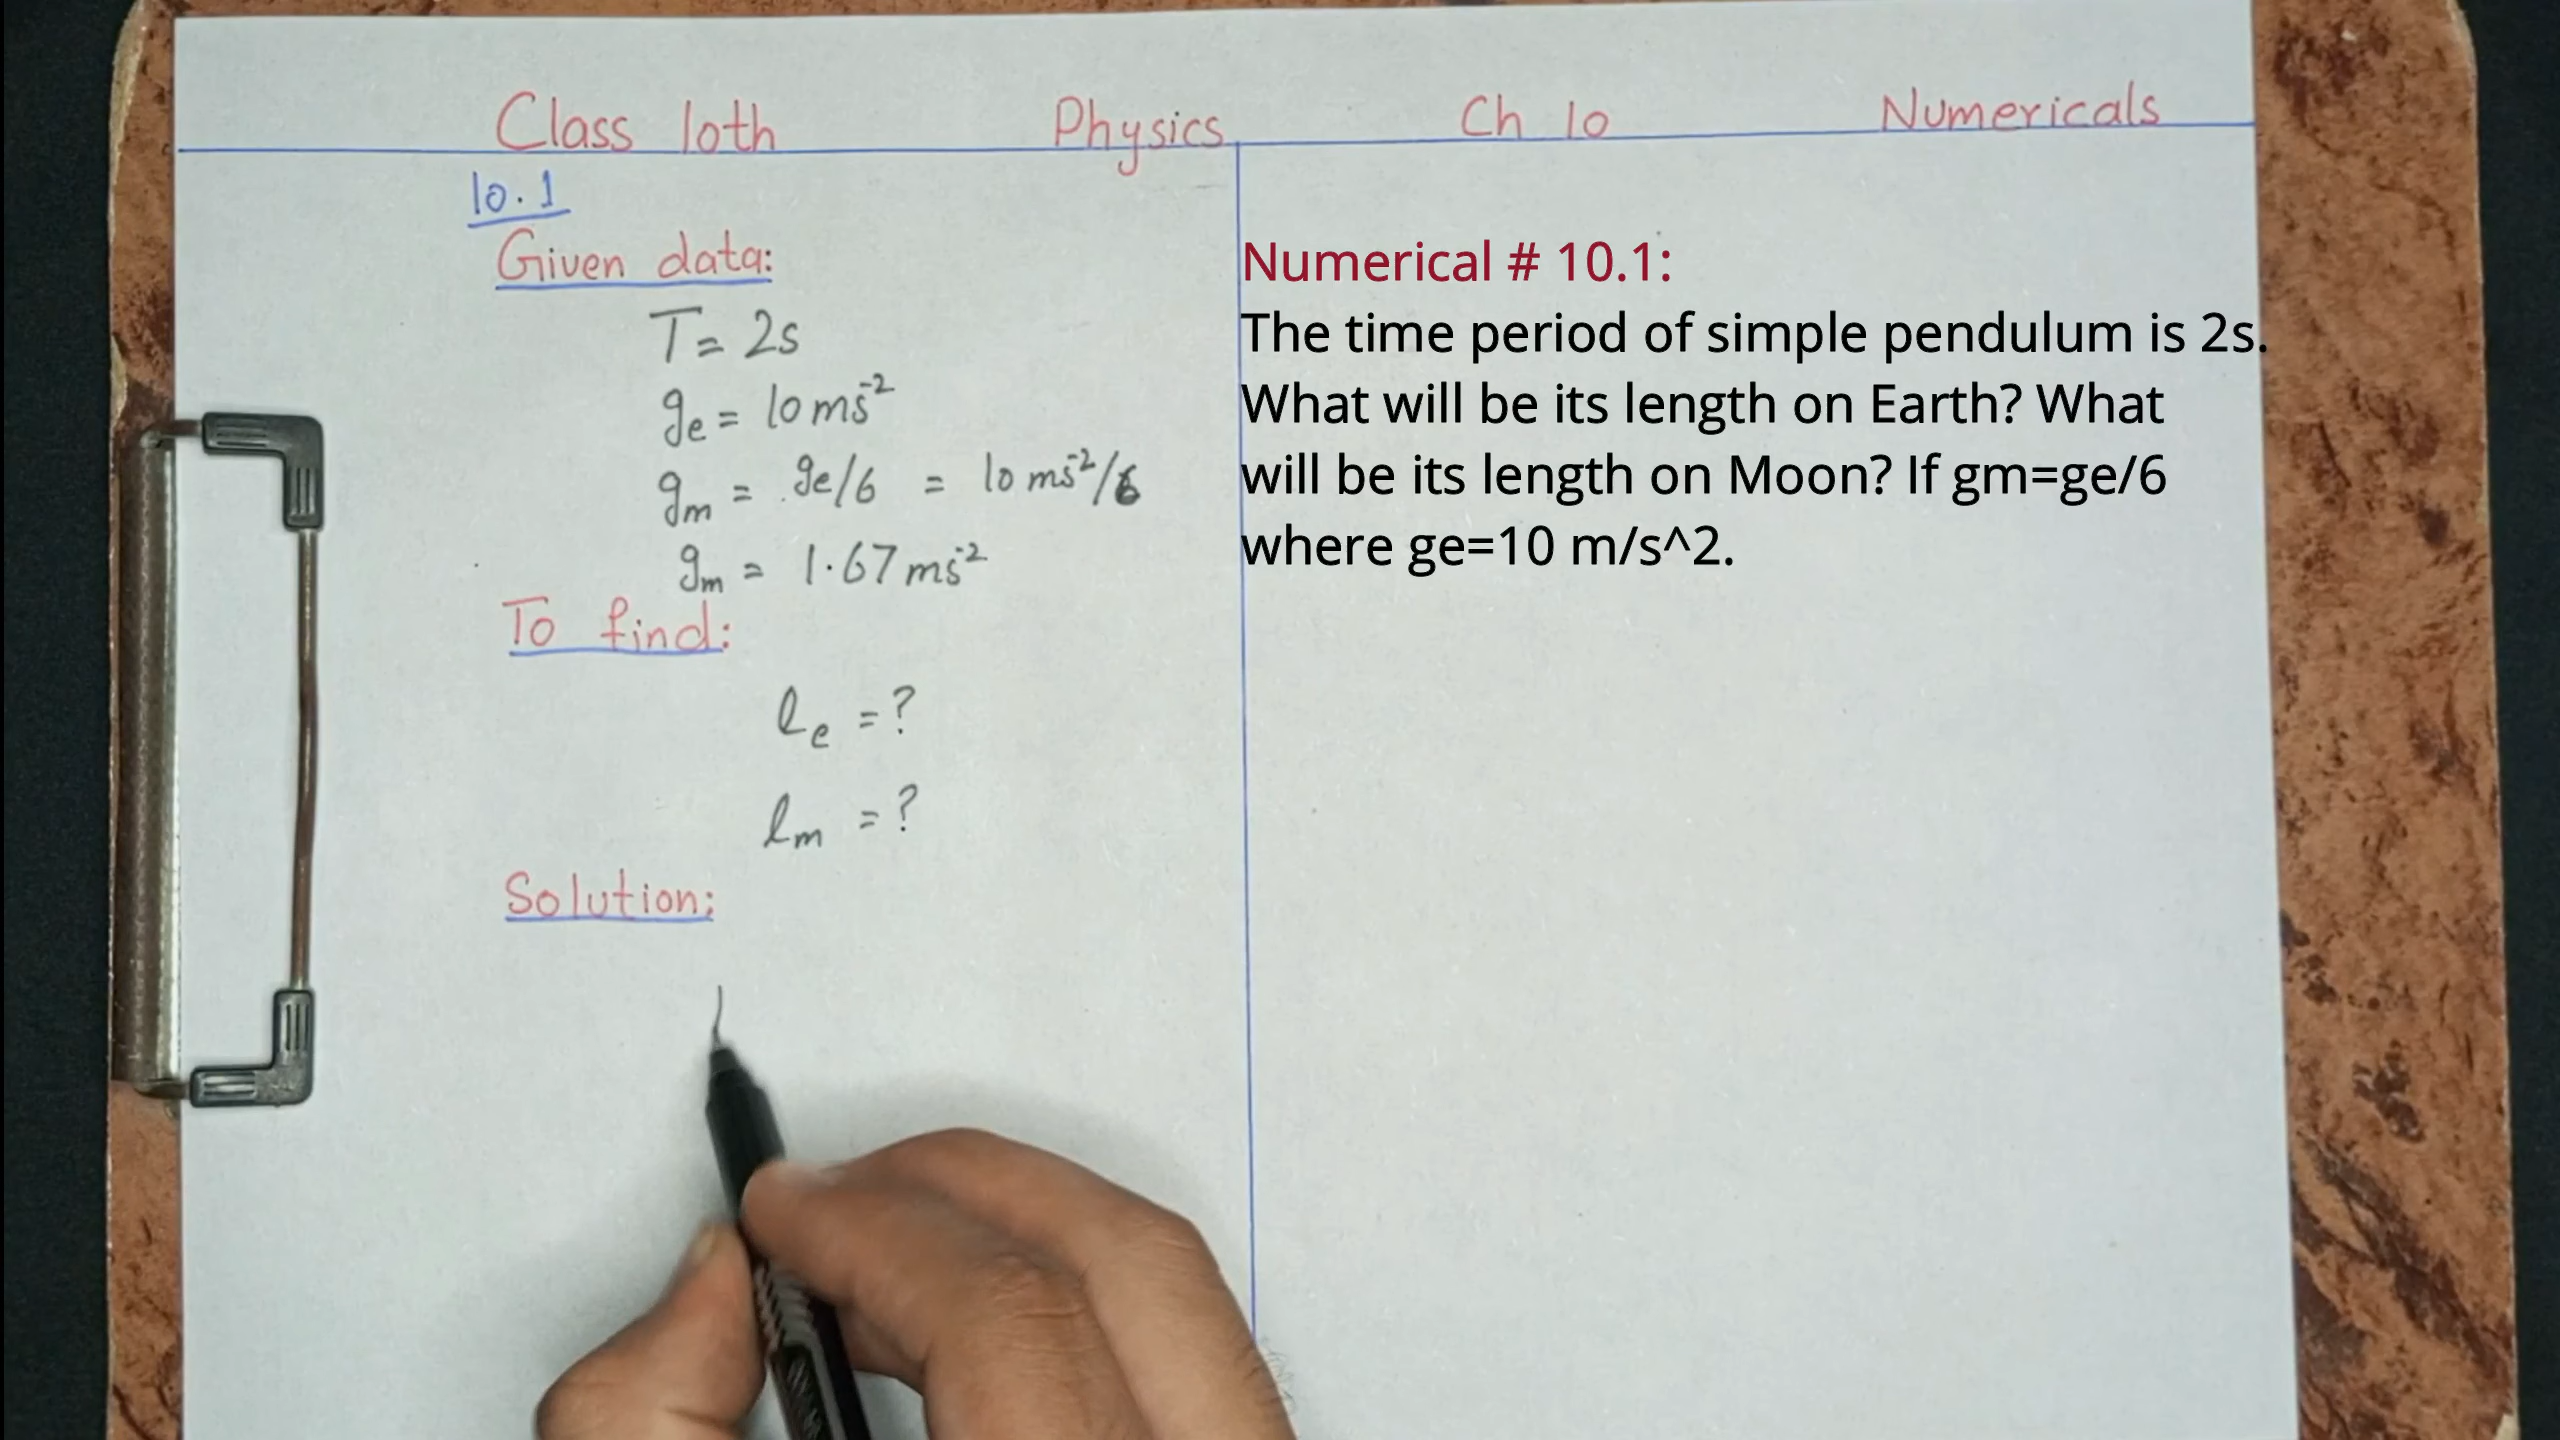 Class 10th Physics Ch 10 Numericals
10.1
Given data:
T = 2s
ge = 10 ms⁻²
gm = ge/6 = 10 ms⁻²/6
gm = 1.67 ms⁻²
To find:
le = ?
lm = ?
Solution:
Numerical # 10.1:
The time period of simple pendulum is 2s.
What will be its length on Earth? What
will be its length on Moon? If gm=ge/6
where ge=10 m/s^2.